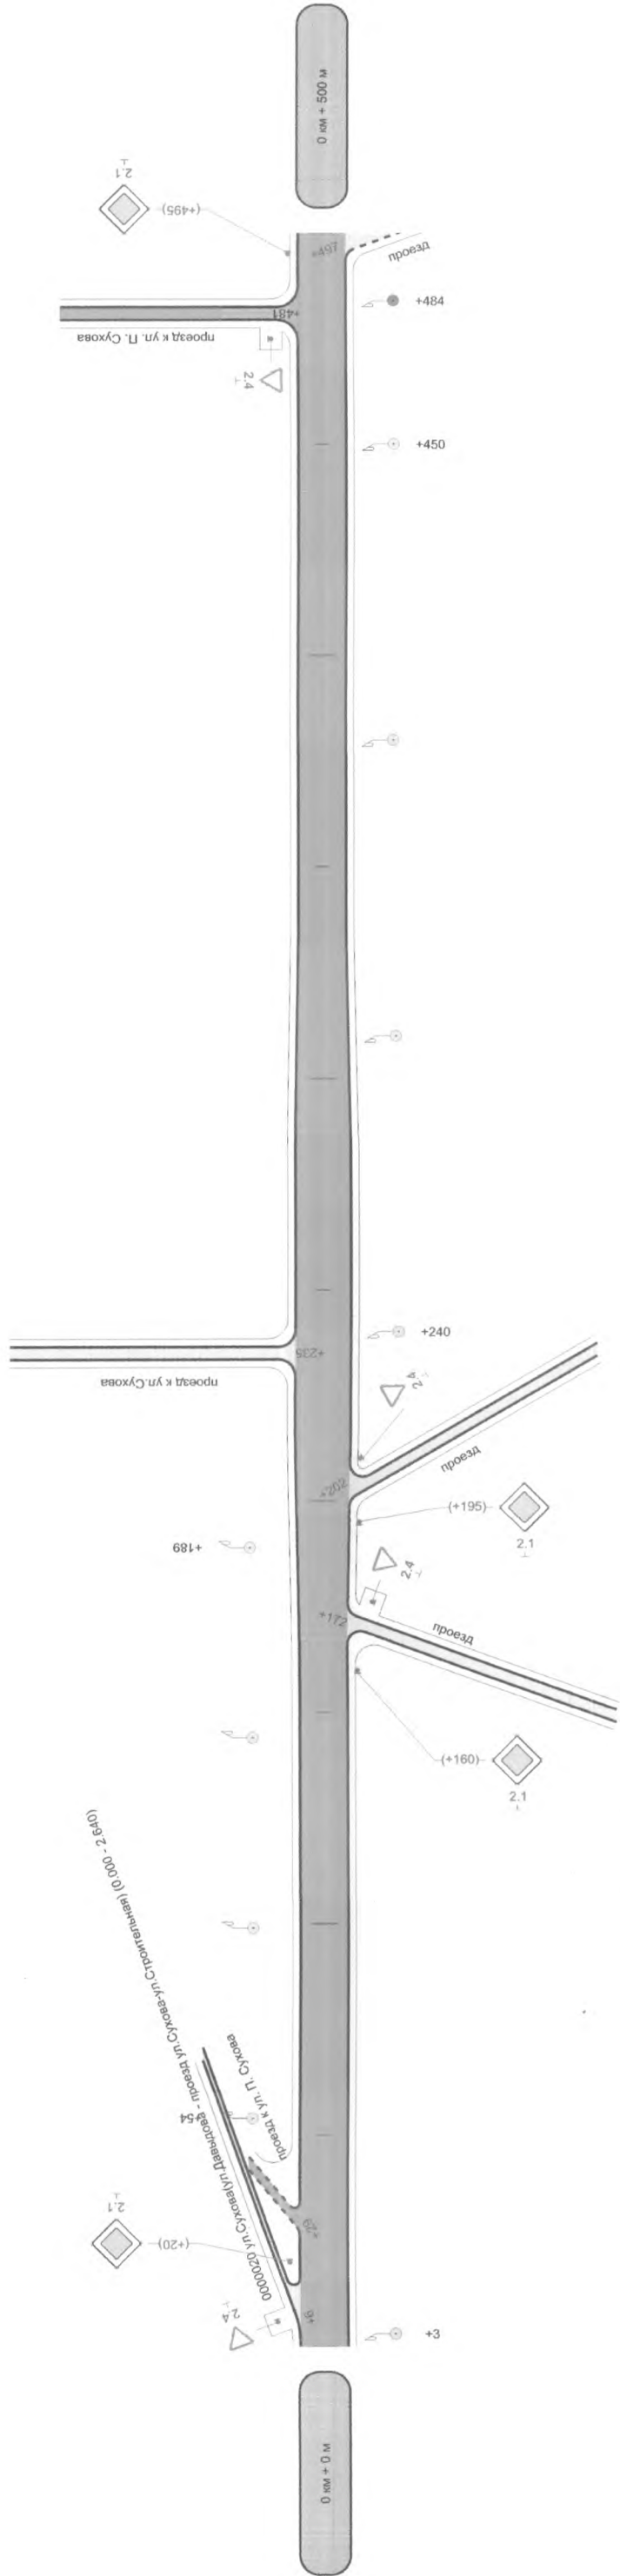 0 км + 500 м
2.1
(+495)
+497
проезд
+484
+481
проезд к ул. П. Сухова
2.4
+450
+240
+235
проезд к ул.Сухова
2.4
проезд
+202
(+195)
2.1
+189
2.4
+172
проезд
(+160)
2.1
0000020 ул.Сухова(ул.Давыдова - проезд ул.Сухова-ул.Строительная) (0.000 - 2.640)
проезд к ул. П. Сухова
+54
2.1
(+20)
+29
2.4
+6
+3
0 км + 0 м